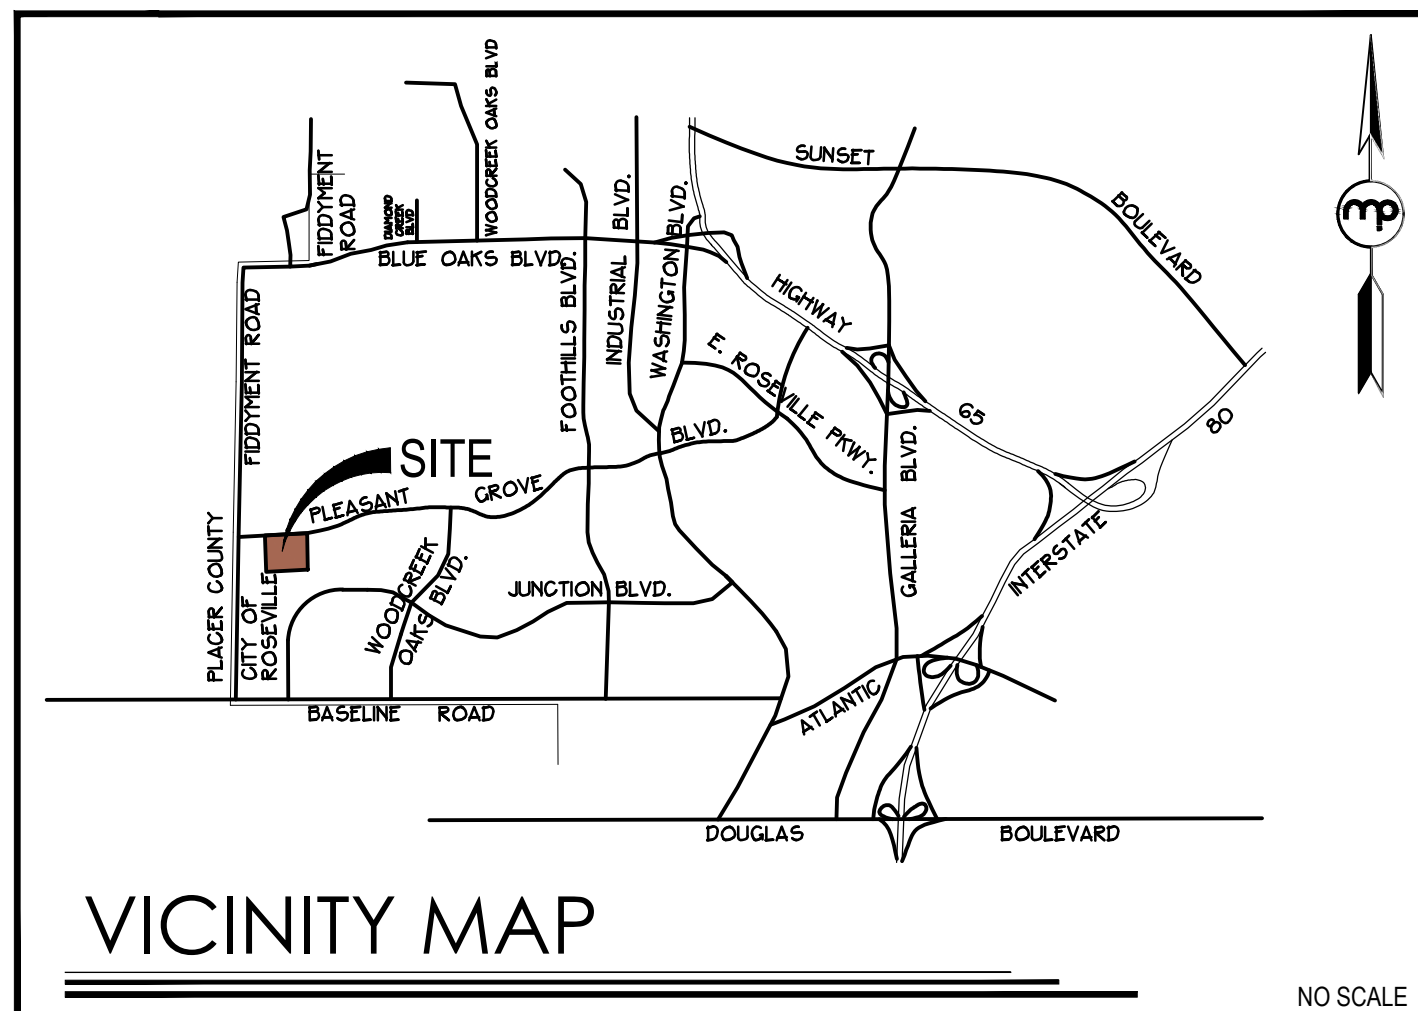 WOODCREEK OAKS BLVD
SUNSET
BOULEVARD
FIDDYMENT
ROAD
DIAMOND
CREEK
BLVD
BLUE OAKS BLVD.
FOOTHILLS BLVD.
INDUSTRIAL BLVD.
WASHINGTON BLVD.
HIGHWAY
65
E. ROSEVILLE PKWY.
FIDDYMENT ROAD
SITE
PLEASANT GROVE BLVD.
GALLERIA BLVD.
INTERSTATE
80
PLACER COUNTY
CITY OF
ROSEVILLE
WOODCREEK
OAKS BLVD.
JUNCTION BLVD.
BASELINE ROAD
ATLANTIC
DOUGLAS BOULEVARD
VICINITY MAP
NO SCALE